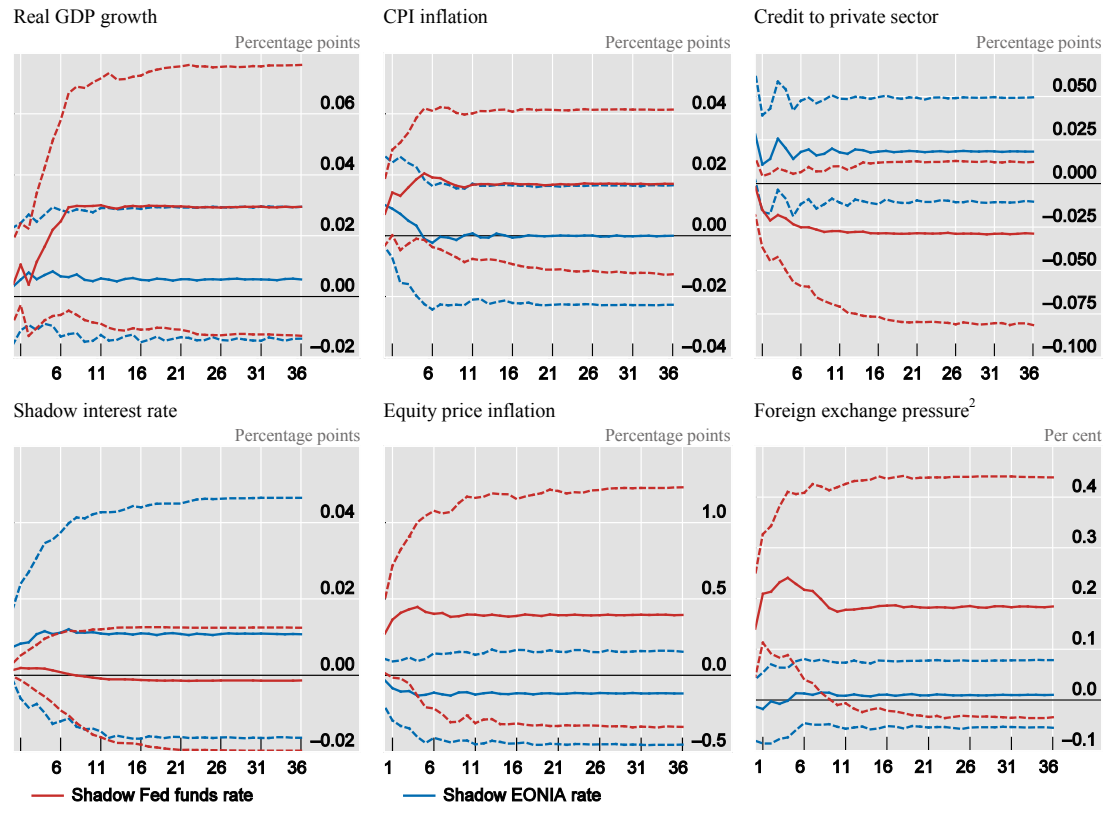 Real GDP growth
Percentage points
0.06
0.04
0.02
0.00
–0.02
6 11 16 21 26 31 36
CPI inflation
Percentage points
0.04
0.02
0.00
–0.02
–0.04
6 11 16 21 26 31 36
Credit to private sector
Percentage points
0.050
0.025
0.000
–0.025
–0.050
–0.075
–0.100
6 11 16 21 26 31 36
Shadow interest rate
Percentage points
0.04
0.02
0.00
–0.02
6 11 16 21 26 31 36
Equity price inflation
Percentage points
1.0
0.5
0.0
–0.5
1 6 11 16 21 26 31 36
Foreign exchange pressure²
Per cent
0.4
0.3
0.2
0.1
0.0
–0.1
1 6 11 16 21 26 31 36
Shadow Fed funds rate
Shadow EONIA rate